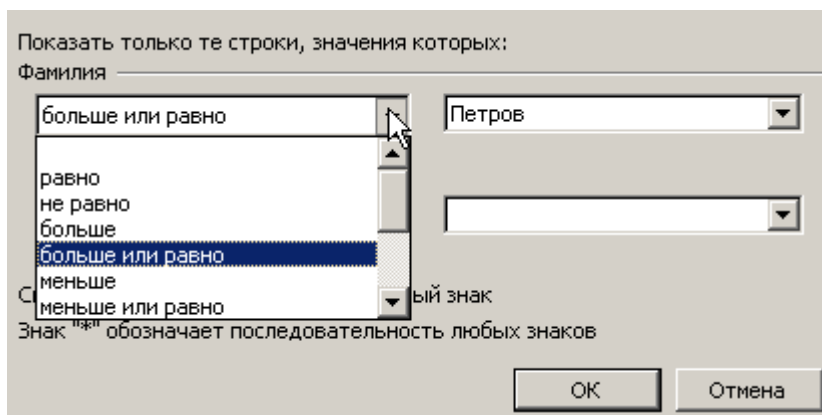 Показать только те строки, значения которых:
Фамилия
больше или равно
Петров
равно
не равно
больше
больше или равно
меньше
меньше или равно
ый знак
Знак "*" обозначает последовательность любых знаков
ОК
Отмена